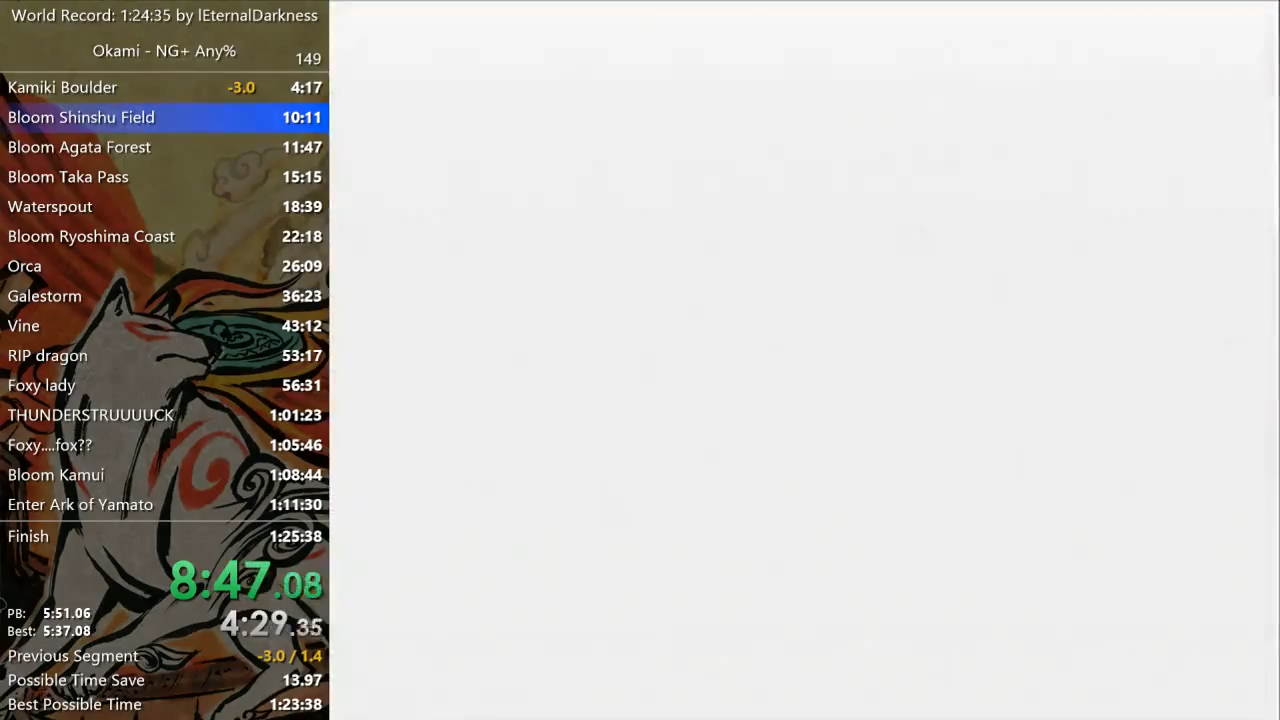 World Record: 1:24:35 by lEternalDarkness
Okami - NG+ Any%
149
Kamiki Boulder -3.0 4:17
Bloom Shinshu Field 10:11
Bloom Agata Forest 11:47
Bloom Taka Pass 15:15
Waterspout 18:39
Bloom Ryoshima Coast 22:18
Orca 26:09
Galestorm 36:23
Vine 43:12
RIP dragon 53:17
Foxy lady 56:31
THUNDERSTRUUUUCK 1:01:23
Foxy....fox?? 1:05:46
Bloom Kamui 1:08:44
Enter Ark of Yamato 1:11:30
Finish 1:25:38
8:47.08
PB: 5:51.06
Best: 5:37.08
4:29.35
Previous Segment -3.0 / 1.4
Possible Time Save 13.97
Best Possible Time 1:23:38